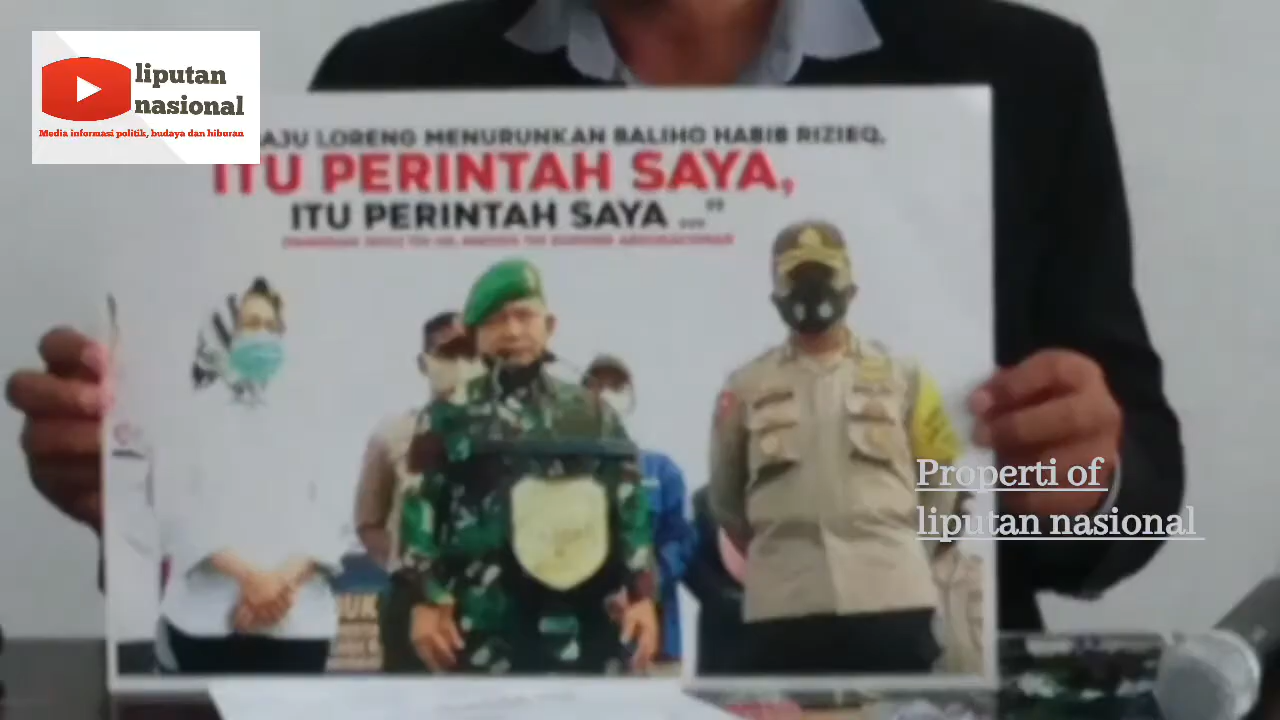 liputan
nasional
Media informasi politik, budaya dan hiburan
AJU LORENG MENURUNKAN BALIHO HABIB RIZIEQ,
ITU PERINTAH SAYA,
ITU PERINTAH SAYA ..."
Properti of
liputan nasional